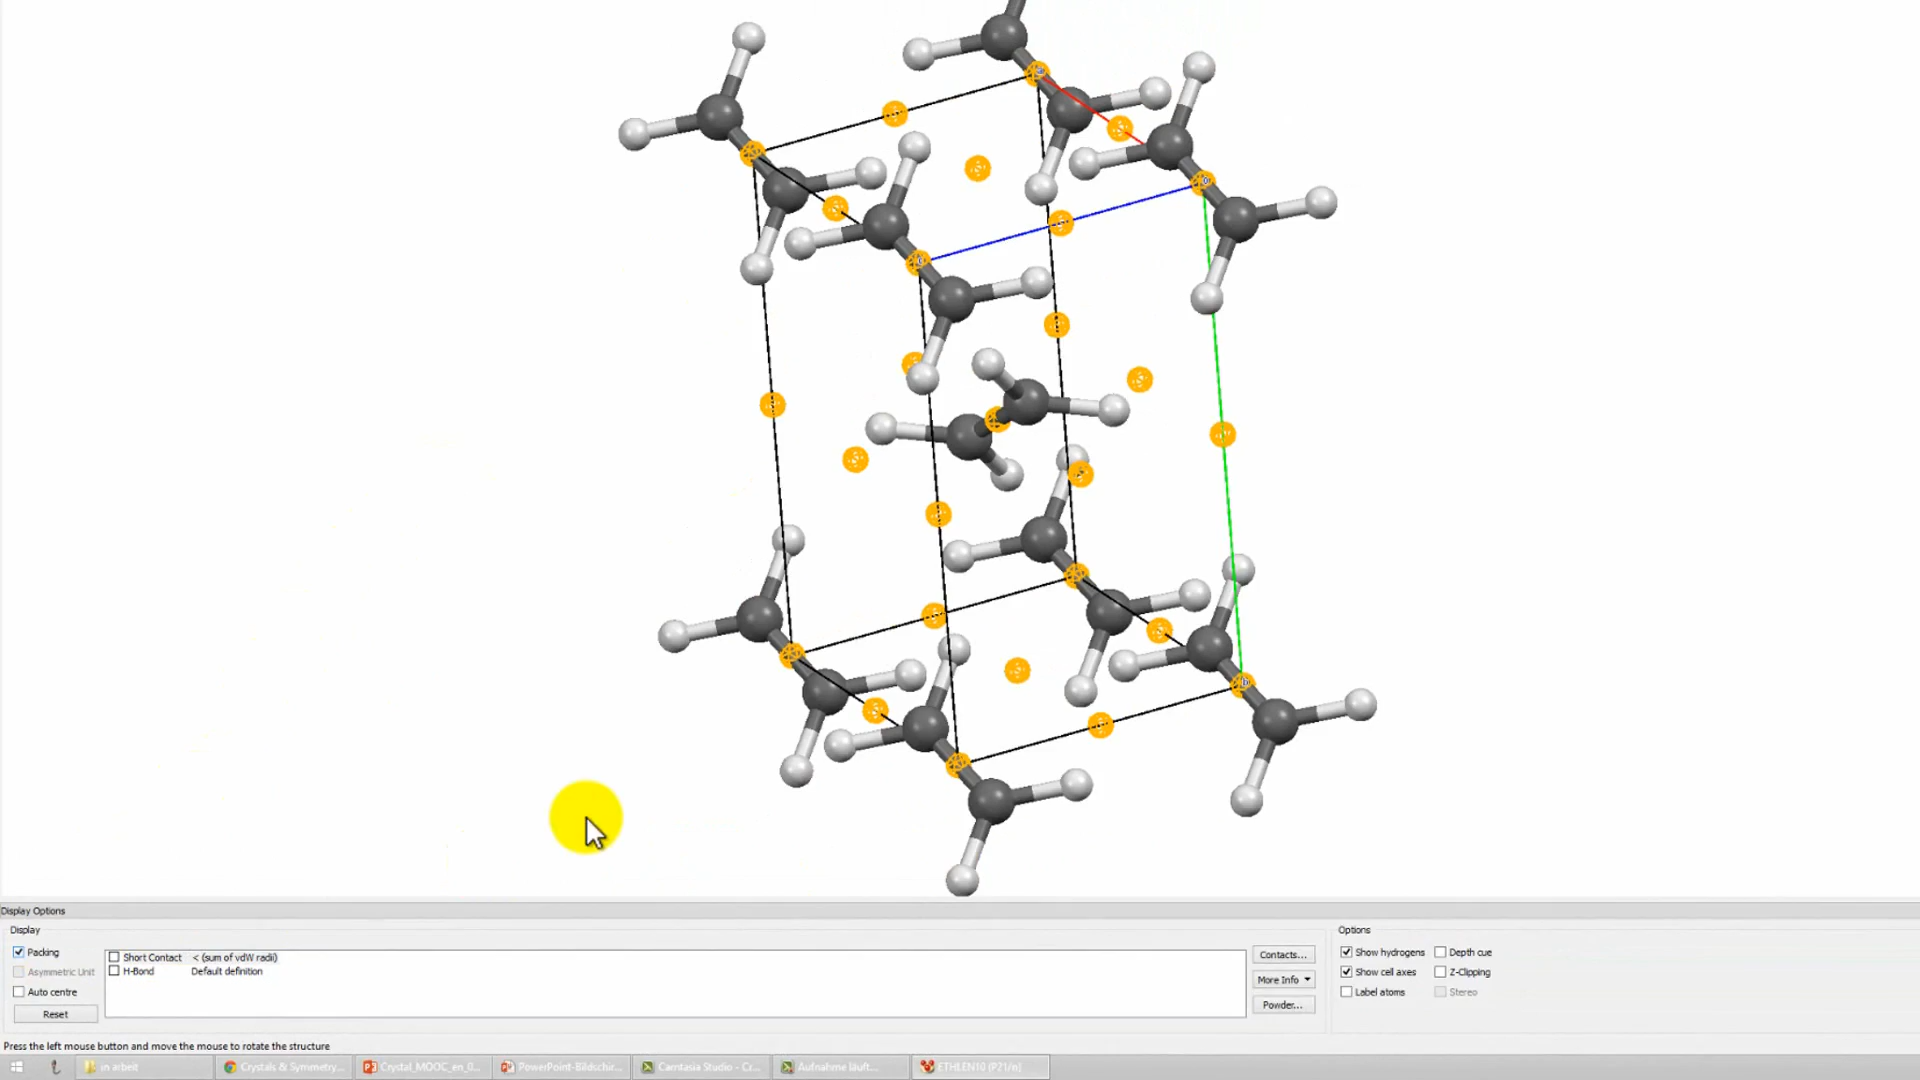 Display Options
Display
Packing
Asymmetric Unit
Auto centre
Reset
Short Contact < (sum of vdW radii)
H-Bond Default definition
Contacts...
More Info
Powder...
Options
Show hydrogens
Depth cue
Show cell axes
Z-Clipping
Label atoms
Stereo
Press the left mouse button and move the mouse to rotate the structure
in arbeit
Crystals & Symmetry...
Crystal_MOOC_en_0...
PowerPoint-Bildschir...
Camtasia Studio - Cr...
Aufnahme läuft...
ETHLEN10 (P21/n)